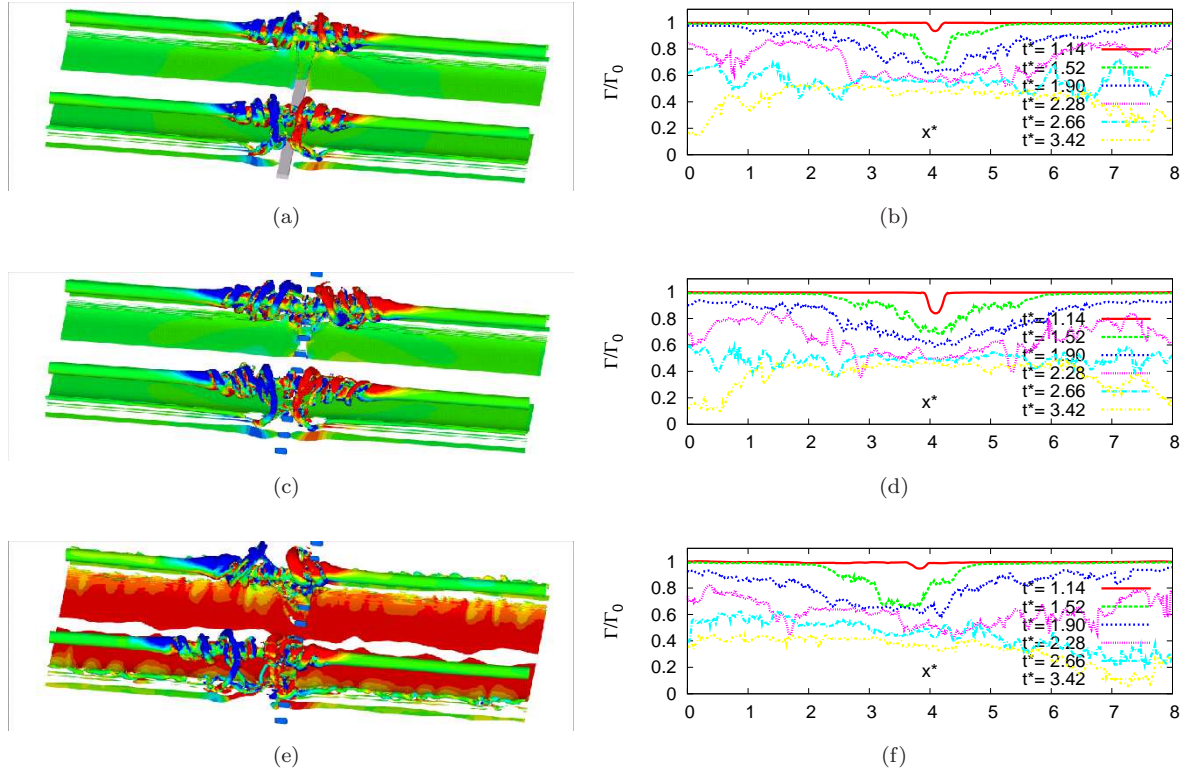 Γ/Γ0
1
0.8
0.6
0.4
0.2
0
t*= 1.14
t*= 1.52
t*= 1.90
t*= 2.28
t*= 2.66
t*= 3.42
x*
0 1 2 3 4 5 6 7 8
(a) (b)
Γ/Γ0
1
0.8
0.6
0.4
0.2
0
t*= 1.14
t*= 1.52
t*= 1.90
t*= 2.28
t*= 2.66
t*= 3.42
x*
0 1 2 3 4 5 6 7 8
(c) (d)
Γ/Γ0
1
0.8
0.6
0.4
0.2
0
t*= 1.14
t*= 1.52
t*= 1.90
t*= 2.28
t*= 2.66
t*= 3.42
x*
0 1 2 3 4 5 6 7 8
(e) (f)